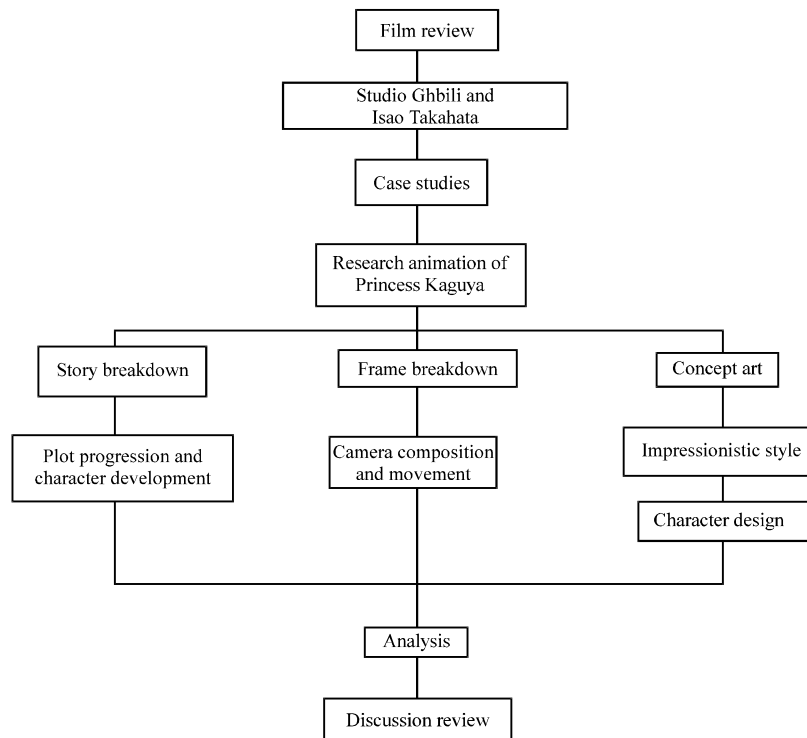 Film review
Studio Ghbili and
Isao Takahata
Case studies
Research animation of
Princess Kaguya
Story breakdown
Frame breakdown
Concept art
Plot progression and
character development
Camera composition
and movement
Impressionistic style
Character design
Analysis
Discussion review